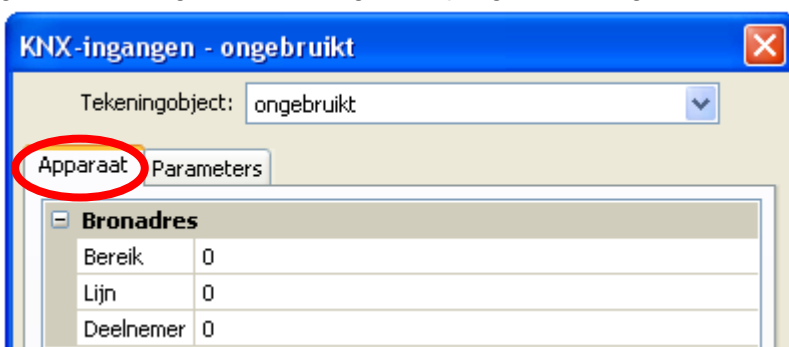 KNX-ingangen - ongebruikt
Tekeningobject: ongebruikt
Apparaat Parameters
Bronadres
Bereik 0
Lijn 0
Deelnemer 0